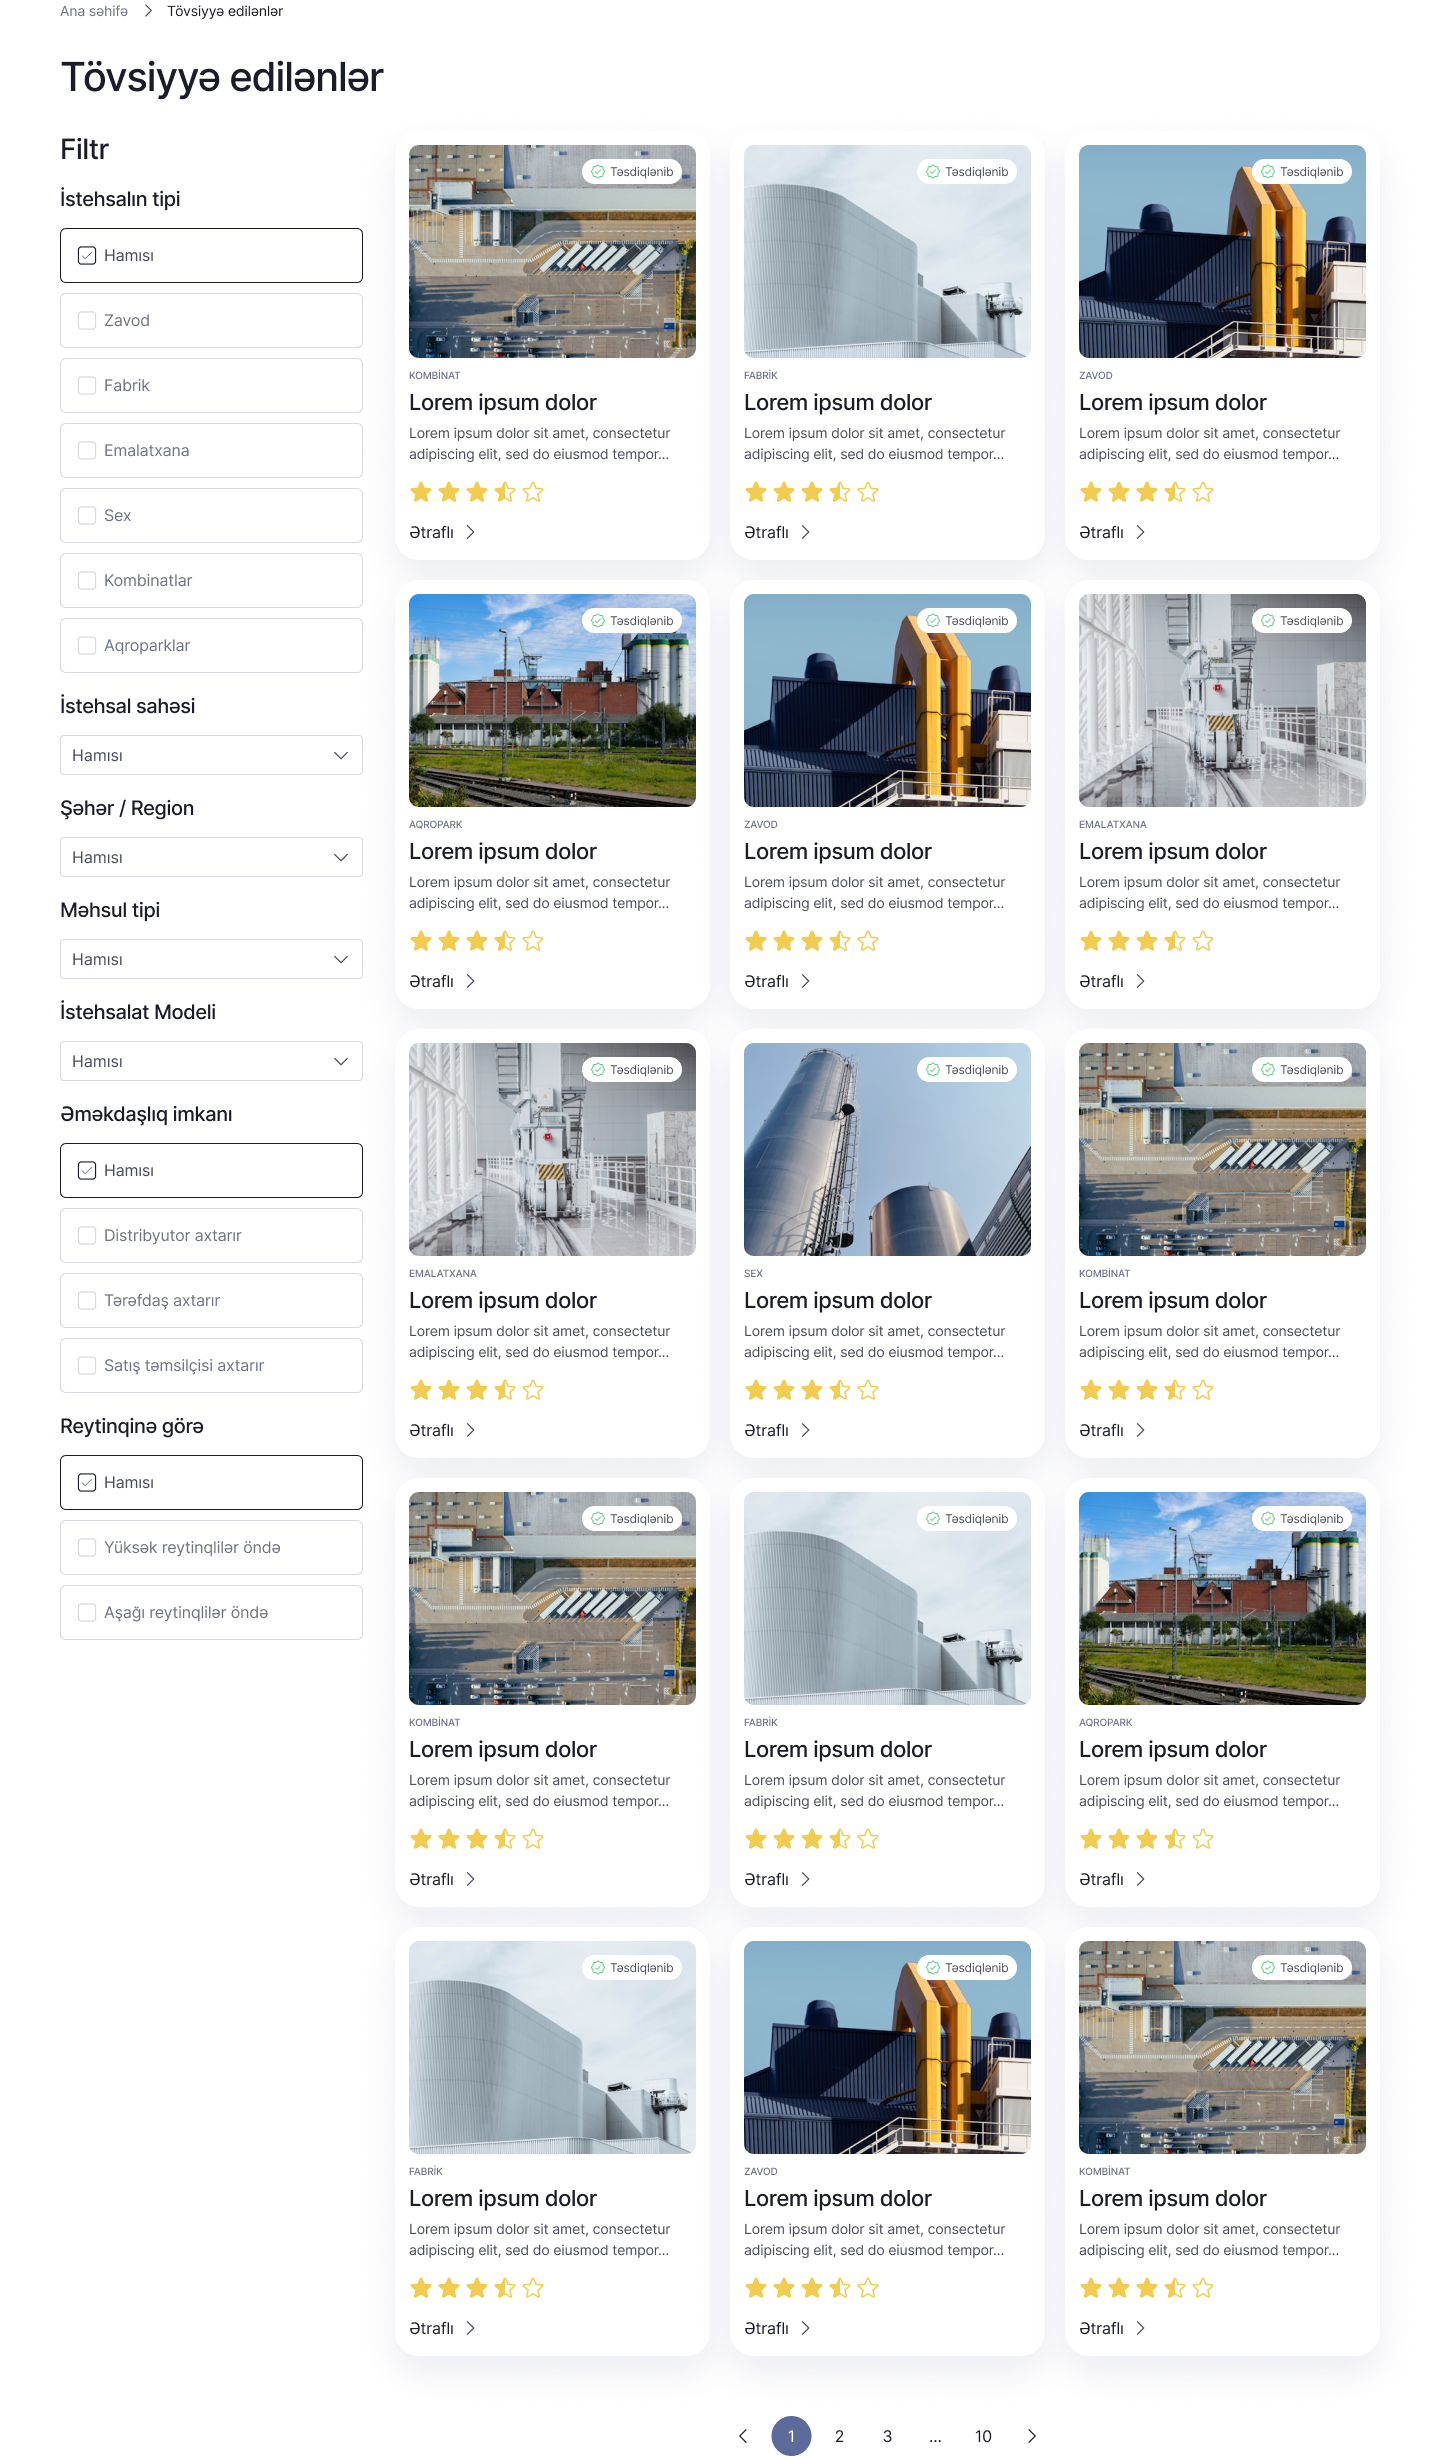 Ana səhifə
Tövsiyyə edilənlər
Tövsiyyə edilənlər
Filtr
İstehsalın tipi
Hamısı
Zavod
Fabrik
Emalatxana
Sex
Kombinatlar
Aqroparklar
İstehsal sahəsi
Hamısı
Şəhər / Region
Hamısı
Məhsul tipi
Hamısı
İstehsalat Modeli
Hamısı
Əməkdaşlıq imkanı
Hamısı
Distribyutor axtarır
Tərəfdaş axtarır
Satış təmsilçisi axtarır
Reytinqinə görə
Hamısı
Yüksək reytinqlilər öndə
Aşağı reytinqlilər öndə
Təsdiqlənib
KOMBİNAT
Lorem ipsum dolor
Lorem ipsum dolor sit amet, consectetur
adipiscing elit, sed do eiusmod tempor...
Ətraflı
Təsdiqlənib
FABRİK
Lorem ipsum dolor
Lorem ipsum dolor sit amet, consectetur
adipiscing elit, sed do eiusmod tempor...
Ətraflı
Təsdiqlənib
ZAVOD
Lorem ipsum dolor
Lorem ipsum dolor sit amet, consectetur
adipiscing elit, sed do eiusmod tempor...
Ətraflı
Təsdiqlənib
AQROPARK
Lorem ipsum dolor
Lorem ipsum dolor sit amet, consectetur
adipiscing elit, sed do eiusmod tempor...
Ətraflı
Təsdiqlənib
ZAVOD
Lorem ipsum dolor
Lorem ipsum dolor sit amet, consectetur
adipiscing elit, sed do eiusmod tempor...
Ətraflı
Təsdiqlənib
EMALATXANA
Lorem ipsum dolor
Lorem ipsum dolor sit amet, consectetur
adipiscing elit, sed do eiusmod tempor...
Ətraflı
Təsdiqlənib
EMALATXANA
Lorem ipsum dolor
Lorem ipsum dolor sit amet, consectetur
adipiscing elit, sed do eiusmod tempor...
Ətraflı
Təsdiqlənib
SEX
Lorem ipsum dolor
Lorem ipsum dolor sit amet, consectetur
adipiscing elit, sed do eiusmod tempor...
Ətraflı
Təsdiqlənib
KOMBİNAT
Lorem ipsum dolor
Lorem ipsum dolor sit amet, consectetur
adipiscing elit, sed do eiusmod tempor...
Ətraflı
Təsdiqlənib
KOMBİNAT
Lorem ipsum dolor
Lorem ipsum dolor sit amet, consectetur
adipiscing elit, sed do eiusmod tempor...
Ətraflı
Təsdiqlənib
FABRİK
Lorem ipsum dolor
Lorem ipsum dolor sit amet, consectetur
adipiscing elit, sed do eiusmod tempor...
Ətraflı
Təsdiqlənib
AQROPARK
Lorem ipsum dolor
Lorem ipsum dolor sit amet, consectetur
adipiscing elit, sed do eiusmod tempor...
Ətraflı
Təsdiqlənib
FABRİK
Lorem ipsum dolor
Lorem ipsum dolor sit amet, consectetur
adipiscing elit, sed do eiusmod tempor...
Ətraflı
Təsdiqlənib
ZAVOD
Lorem ipsum dolor
Lorem ipsum dolor sit amet, consectetur
adipiscing elit, sed do eiusmod tempor...
Ətraflı
Təsdiqlənib
KOMBİNAT
Lorem ipsum dolor
Lorem ipsum dolor sit amet, consectetur
adipiscing elit, sed do eiusmod tempor...
Ətraflı
1 2 3 ... 10